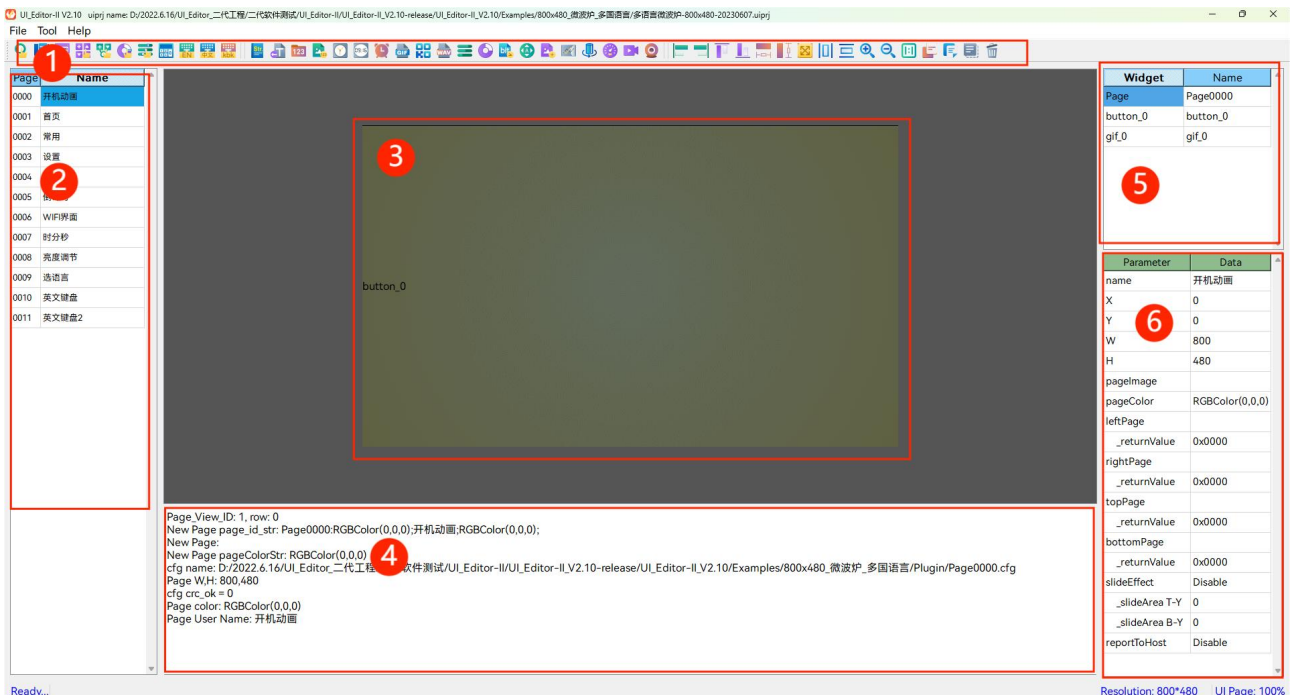 UI_Editor-II V2.10 uiprj name: D:/2022.6.16/UI_Editor_二代工程/二代软件测试/UI_Editor-II/UI_Editor-II_V2.10-release/UI_Editor-II_V2.10/Examples/800x480_微波炉_多国语言/多语言微波炉-800x480-20230607.uiprj
File Tool Help
1
Page Name
0000 开机动画
0001 首页
0002 常用
0003 设置
0004
2
0005
0006 WIFI界面
0007 时分秒
0008 亮度调节
0009 选语言
0010 英文键盘
0011 英文键盘2
3
button_0
Page_View_ID: 1, row: 0
New Page page_id_str: Page0000:RGBColor(0,0,0);开机动画;RGBColor(0,0,0);
New Page:
New Page pageColorStr: RGBColor(0,0,0)
4
cfg name: D:/2022.6.16/UI_Editor_二代工程 软件测试/UI_Editor-II/UI_Editor-II_V2.10-release/UI_Editor-II_V2.10/Examples/800x480_微波炉_多国语言/Plugin/Page0000.cfg
Page W,H: 800,480
cfg crc_ok = 0
Page color: RGBColor(0,0,0)
Page User Name: 开机动画
Widget Name
Page Page0000
button_0 button_0
gif_0 gif_0
5
Parameter Data
name 开机动画
X 0
Y 0
6
W 800
H 480
pageImage
pageColor RGBColor(0,0,0)
leftPage
_returnValue 0x0000
rightPage
_returnValue 0x0000
topPage
_returnValue 0x0000
bottomPage
_returnValue 0x0000
slideEffect Disable
_slideArea T-Y 0
_slideArea B-Y 0
reportToHost Disable
Ready...
Resolution: 800*480 UI Page: 100%